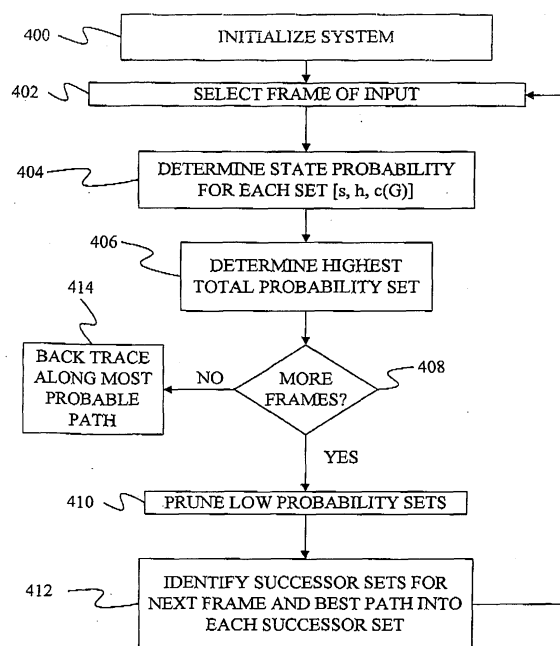 400
INITIALIZE SYSTEM
402
SELECT FRAME OF INPUT
404
DETERMINE STATE PROBABILITY
FOR EACH SET [s, h, c(G)]
406
DETERMINE HIGHEST
TOTAL PROBABILITY SET
414
BACK TRACE
ALONG MOST
PROBABLE
PATH
NO
MORE
FRAMES?
408
YES
410
PRUNE LOW PROBABILITY SETS
412
IDENTIFY SUCCESSOR SETS FOR
NEXT FRAME AND BEST PATH INTO
EACH SUCCESSOR SET